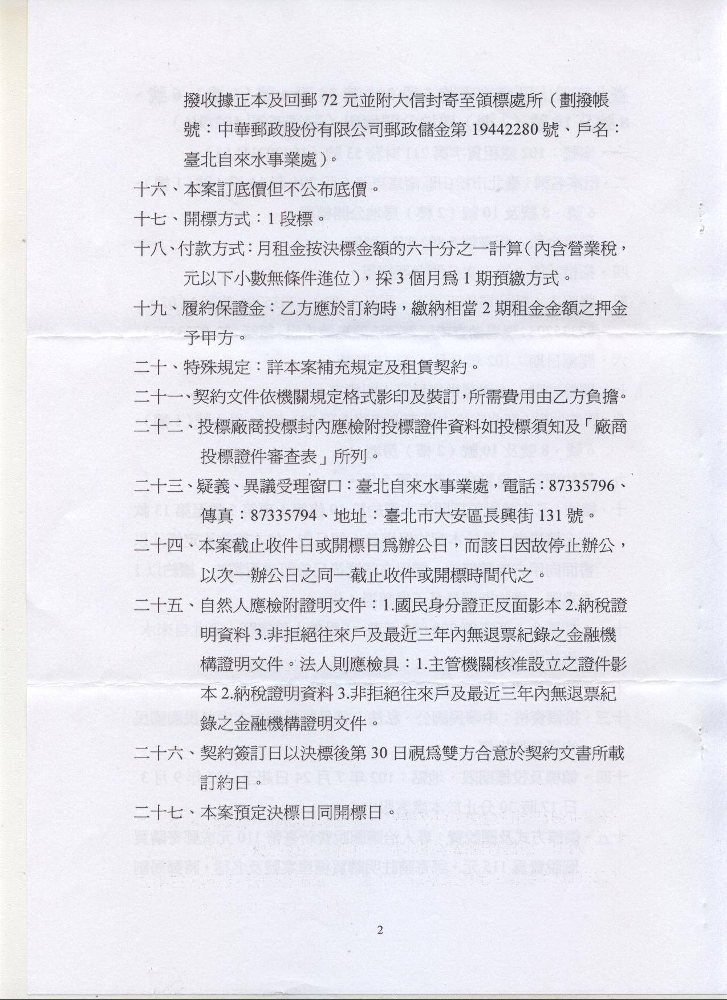 撥收據正本及回郵 72 元並附大信封寄至領標處所（劃撥帳
號：中華郵政股份有限公司郵政儲金第 19442280 號、戶名：
臺北自來水事業處）。
十六、本案訂底價但不公布底價。
十七、開標方式：1 段標。
十八、付款方式：月租金按決標金額的六十分之一計算（內含營業稅，
元以下小數無條件進位），採 3 個月為 1 期預繳方式。
十九、履約保證金：乙方應於訂約時，繳納相當 2 期租金金額之押金
予甲方。
二十、特殊規定：詳本案補充規定及租賃契約。
二十一、契約文件依機關規定格式影印及裝訂，所需費用由乙方負擔。
二十二、投標廠商投標封內應檢附投標證件資料如投標須知及「廠商
投標證件審查表」所列。
二十三、疑義、異議受理窗口：臺北自來水事業處，電話：87335796、
傳真：87335794、地址：臺北市大安區長興街 131 號。
二十四、本案截止收件日或開標日為辦公日，而該日因故停止辦公，
以次一辦公日之同一截止收件或開標時間代之。
二十五、自然人應檢附證明文件：1.國民身分證正反面影本 2.納稅證
明資料 3.非拒絕往來戶及最近三年內無退票紀錄之金融機
構證明文件。法人則應檢具：1.主管機關核准設立之證件影
本 2.納稅證明資料 3.非拒絕往來戶及最近三年內無退票紀
錄之金融機構證明文件。
二十六、契約簽訂日以決標後第 30 日視為雙方合意於契約文書所載
訂約日。
二十七、本案預定決標日同開標日。
2